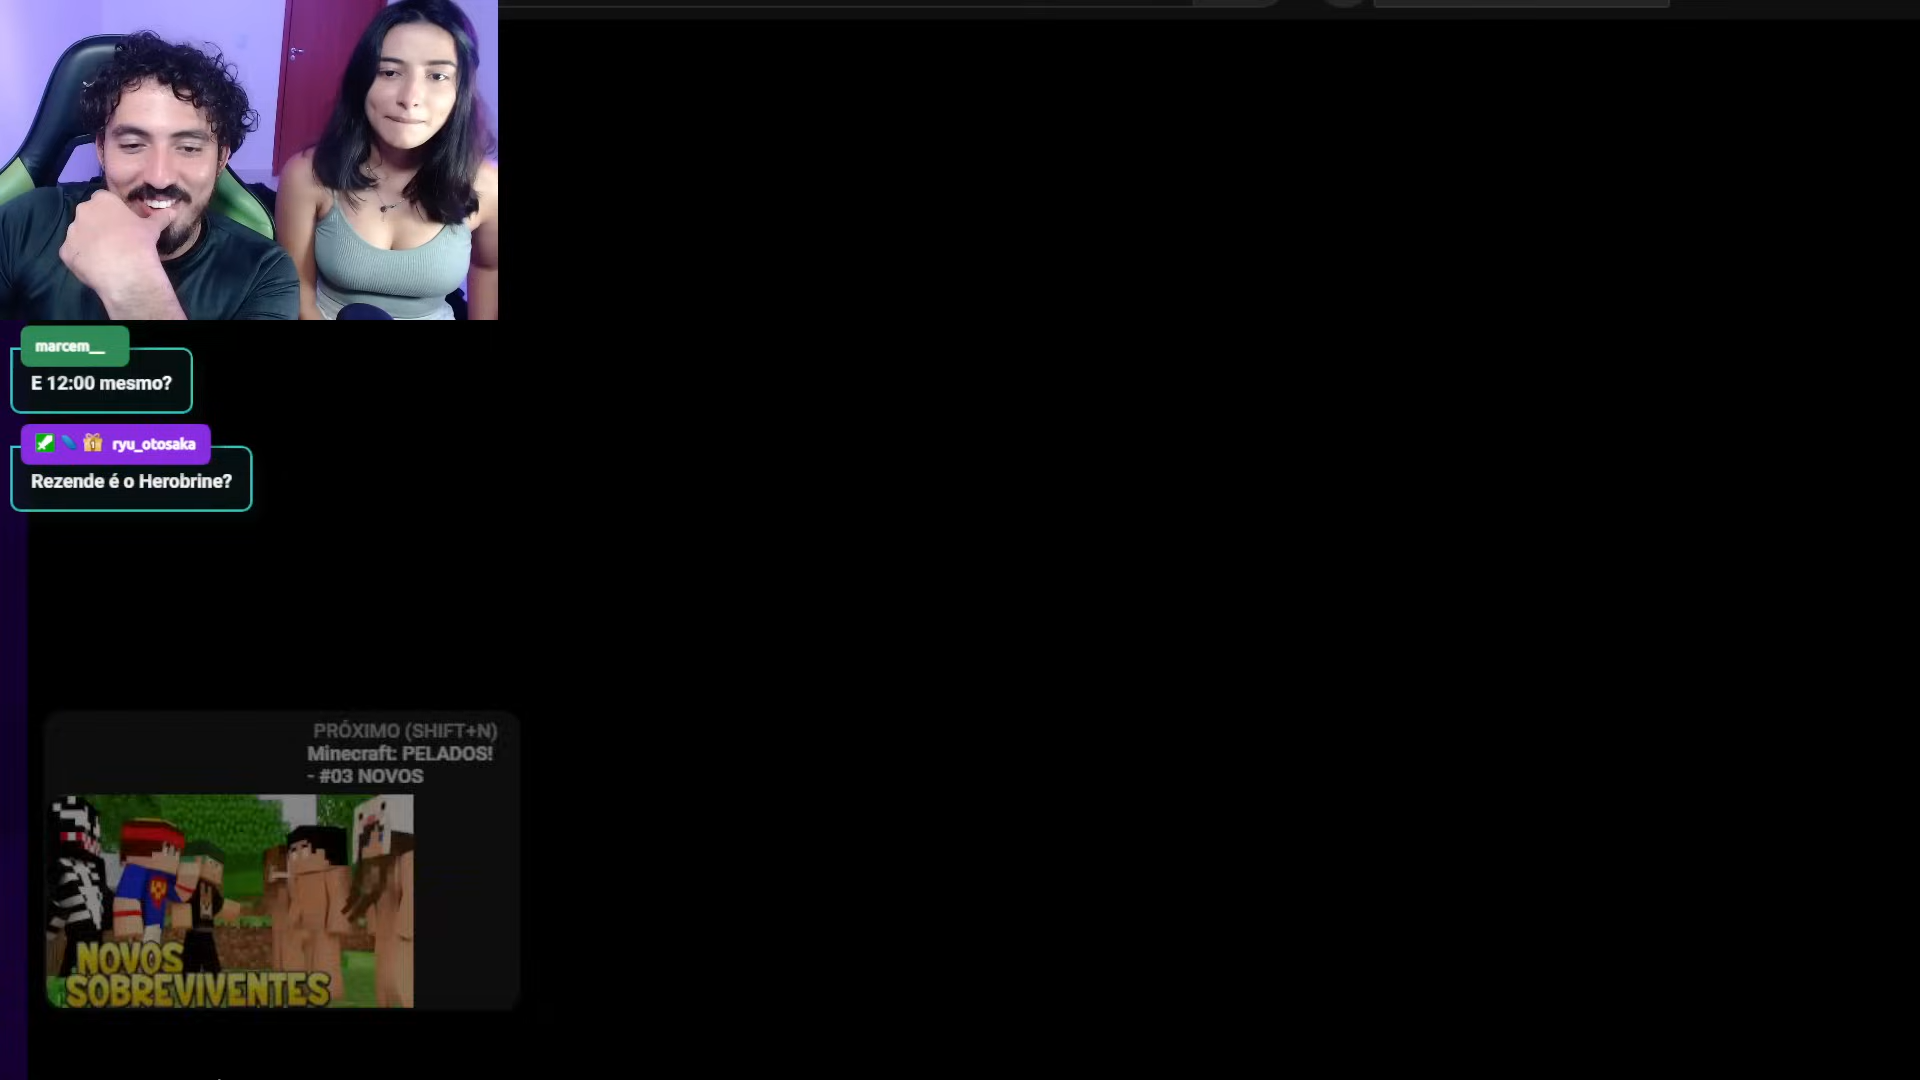 marcem__
E 12:00 mesmo?
ryu_otosaka
Rezende é o Herobrine?
PRÓXIMO (SHIFT+N)
Minecraft: PELADOS!
- #03 NOVOS
NOVOS
SOBREVIVENTES